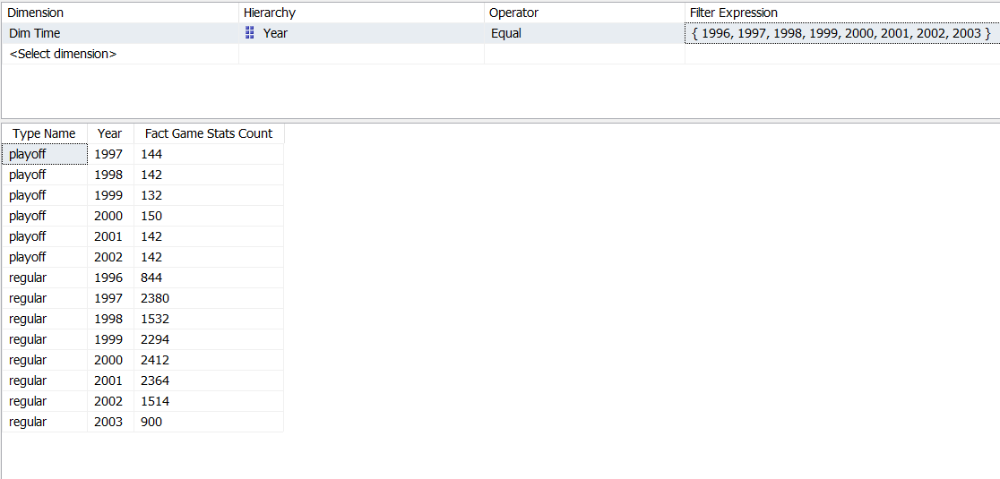 Dimension Hierarchy Operator Filter Expression
Dim Time Year Equal { 1996, 1997, 1998, 1999, 2000, 2001, 2002, 2003 }
<Select dimension>
Type Name Year Fact Game Stats Count
playoff 1997 144
playoff 1998 142
playoff 1999 132
playoff 2000 150
playoff 2001 142
playoff 2002 142
regular 1996 844
regular 1997 2380
regular 1998 1532
regular 1999 2294
regular 2000 2412
regular 2001 2364
regular 2002 1514
regular 2003 900